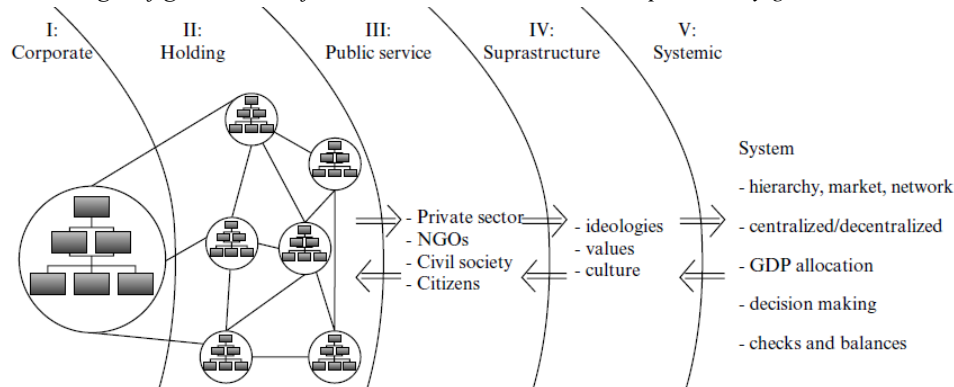 I:
Corporate
II:
Holding
III:
Public service
IV:
Suprastructure
V:
Systemic
- Private sector
- NGOs
- Civil society
- Citizens
- ideologies
- values
- culture
System
- hierarchy, market, network
- centralized/decentralized
- GDP allocation
- decision making
- checks and balances